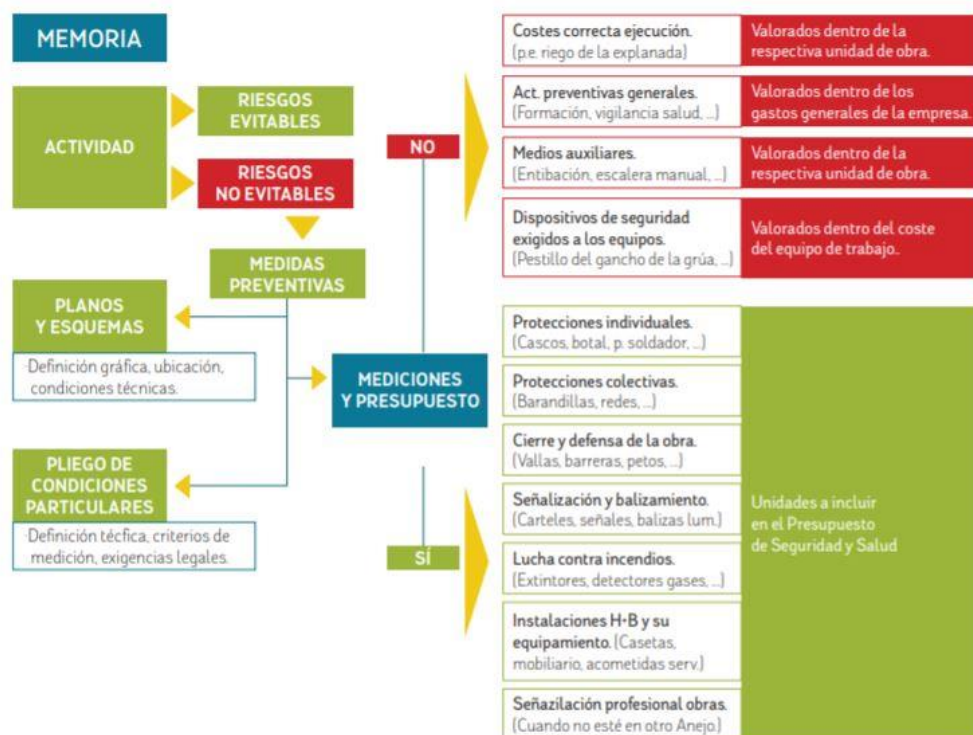 MEMORIA
ACTIVIDAD
RIESGOS
EVITABLES
RIESGOS
NO EVITABLES
MEDIDAS
PREVENTIVAS
PLANOS
Y ESQUEMAS
·Definición gráfica, ubicación,
condiciones técnicas.
PLIEGO DE
CONDICIONES
PARTICULARES
·Definición técfica, criterios de
medición, exigencias legales.
MEDICIONES
Y PRESUPUESTO
NO
Costes correcta ejecución.
(p.e. riego de la explanada)
Valorados dentro de la
respectiva unidad de obra.
Act. preventivas generales.
(Formación, vigilancia salud, ...)
Valorados dentro de los
gastos generales de la empresa.
Medios auxiliares.
(Entibación, escalera manual, ...)
Valorados dentro de la
respectiva unidad de obra.
Dispositivos de seguridad
exigidos a los equipos.
(Pestillo del gancho de la grúa, ...)
Valorados dentro del coste
del equipo de trabajo..
SÍ
Protecciones individuales.
(Cascos, botal, p. soldador, ...)
Protecciones colectivas.
(Barandillas, redes, ...)
Cierre y defensa de la obra.
(Vallas, barreras, petos, ...)
Señalización y balizamiento.
(Carteles, señales, balizas lum.)
Lucha contra incendios.
(Extintores, detectores gases, ...)
Instalaciones H+B y su
equipamiento. (Casetas,
mobiliario, acometidas serv.)
Señazilación profesional obras.
(Cuando no esté en otro Anejo.)
Unidades a incluir
en el Presupuesto
de Seguridad y Salud